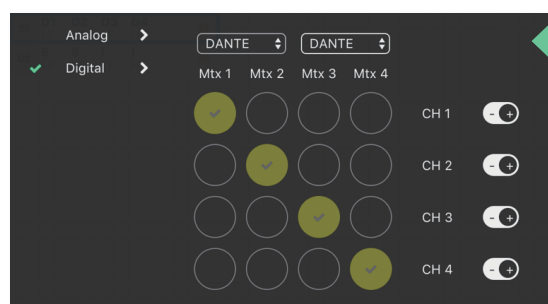 Analog
Digital
DANTE DANTE
Mtx 1 Mtx 2 Mtx 3 Mtx 4
CH 1 - +
CH 2 - +
CH 3 - +
CH 4 - +